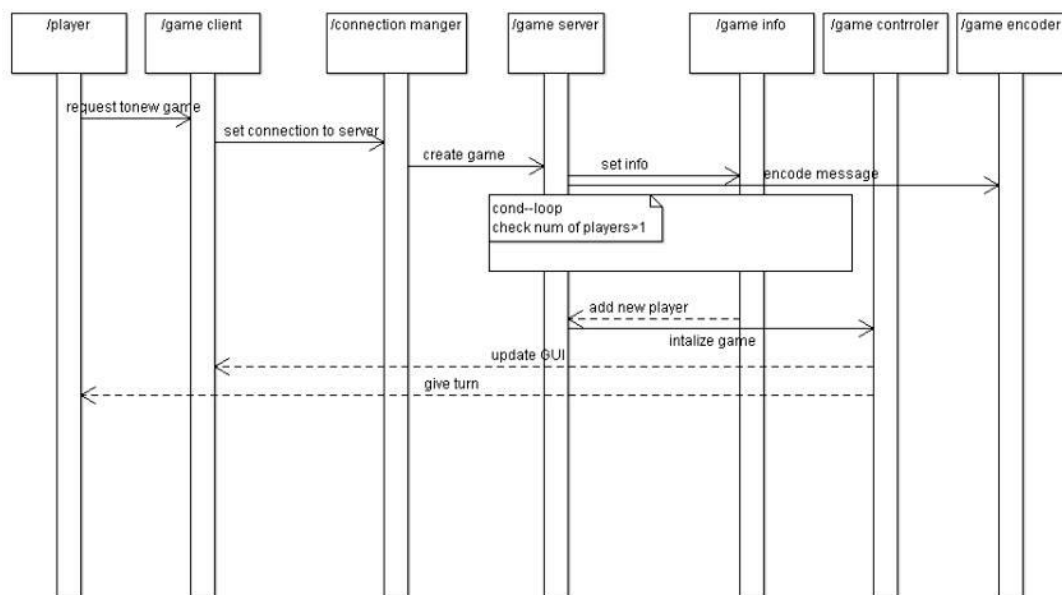 /player
/game client
/connection manger
/game server
/game info
/game contrroler
/game encoder
request tonew game
set connection to server
create game
set info
encode message
cond--loop
check num of players>1
add new player
intalize game
update GUI
give turn